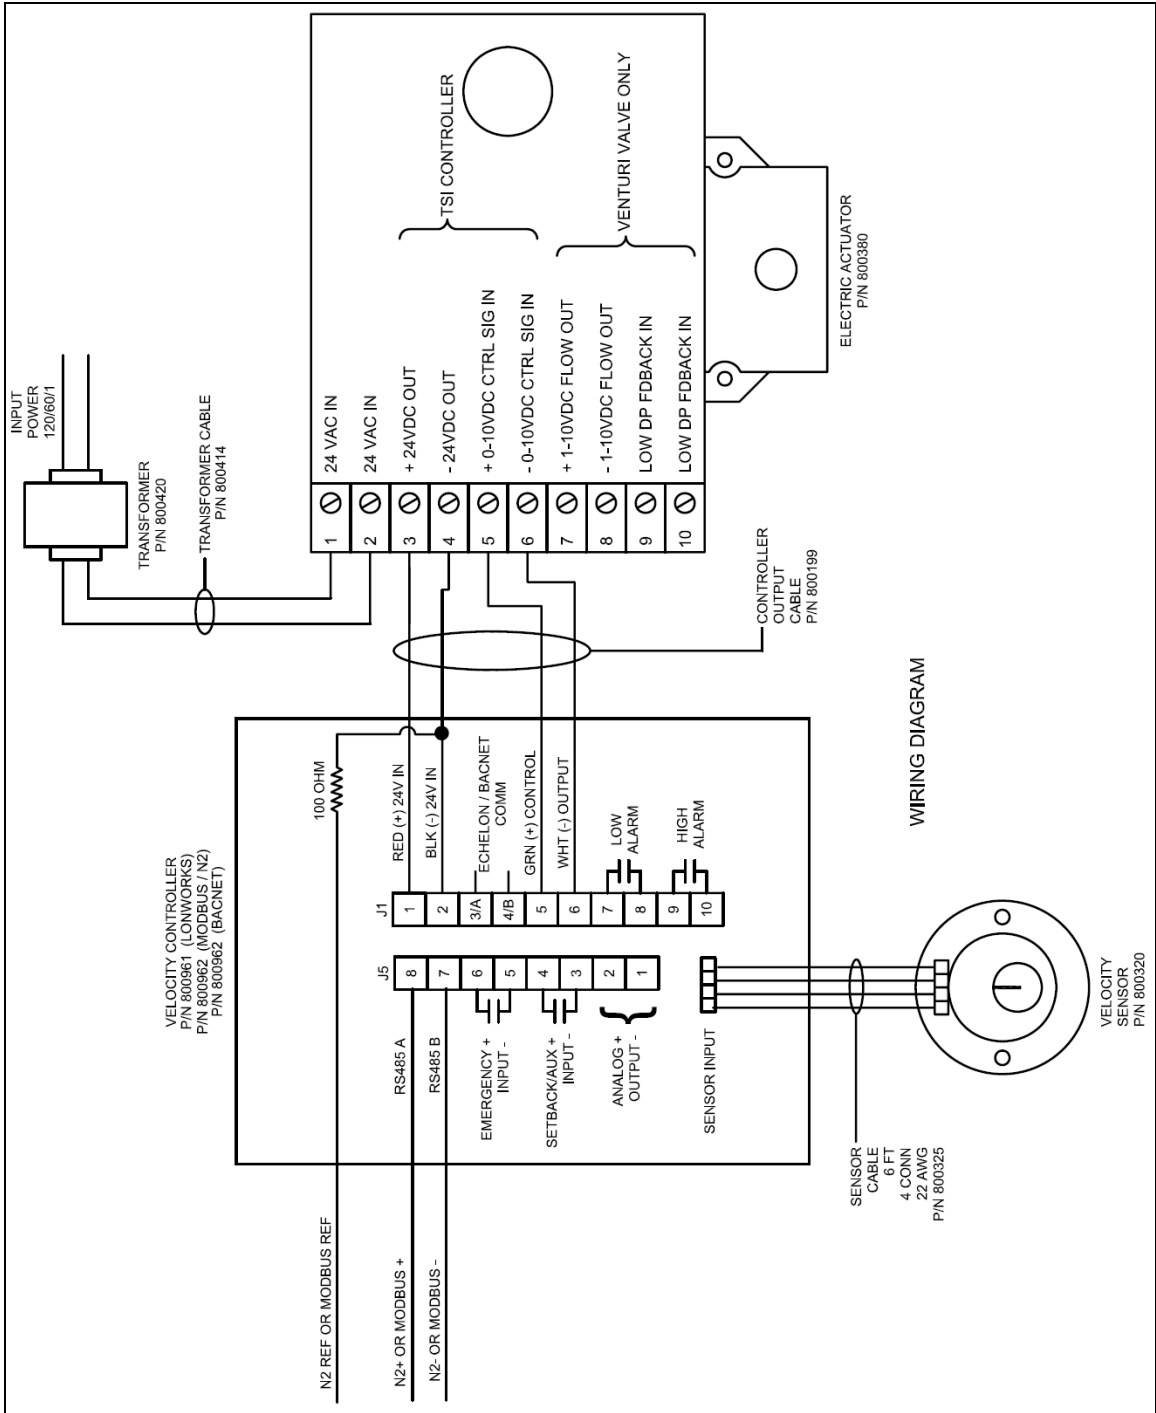 INPUT
POWER
120/60/1
TRANSFORMER
P/N 800420
TRANSFORMER CABLE
P/N 800414
1
24 VAC IN
2
24 VAC IN
3
+ 24VDC OUT
4
- 24VDC OUT
5
+ 0-10VDC CTRL SIG IN
6
- 0-10VDC CTRL SIG IN
7
+ 1-10VDC FLOW OUT
8
- 1-10VDC FLOW OUT
9
LOW DP FDBACK IN
10
LOW DP FDBACK IN
TSI CONTROLLER
VENTURI VALVE ONLY
ELECTRIC ACTUATOR
P/N 800380
CONTROLLER
OUTPUT
CABLE
P/N 800199
VELOCITY CONTROLLER
P/N 800961 (LONWORKS)
P/N 800962 (MODBUS / N2)
P/N 800962 (BACNET)
100 OHM
J1
1
RED (+) 24V IN
2
BLK (-) 24V IN
3/A
4/B
ECHELON / BACNET
COMM
5
GRN (+) CONTROL
6
WHT (-) OUTPUT
7
8
LOW
ALARM
9
10
HIGH
ALARM
J5
8
RS485 A
7
RS485 B
6
5
EMERGENCY +
INPUT -
4
3
SETBACK/AUX +
INPUT -
2
1
ANALOG +
OUTPUT -
SENSOR INPUT
N2 REF OR MODBUS REF
N2+ OR MODBUS +
N2- OR MODBUS -
SENSOR
CABLE
6 FT
4 CONN
22 AWG
P/N 800325
VELOCITY
SENSOR
P/N 800320
WIRING DIAGRAM